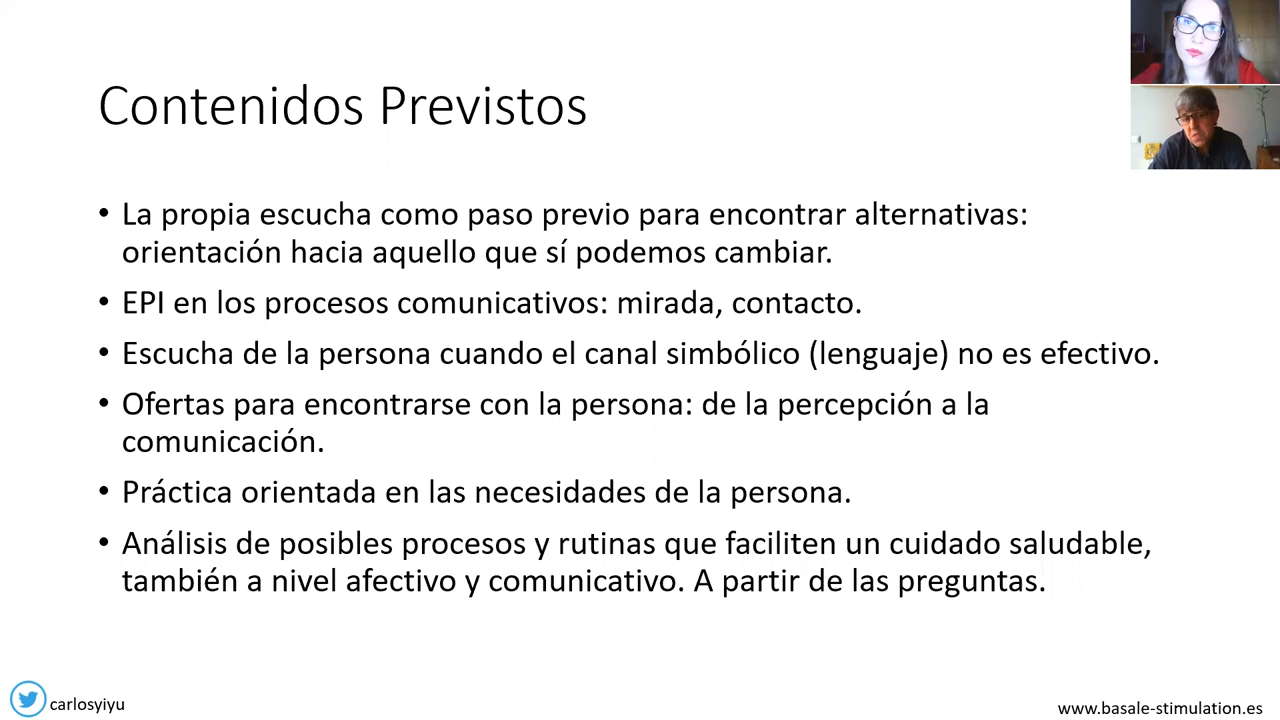 Contenidos Previstos
• La propia escucha como paso previo para encontrar alternativas:
orientación hacia aquello que sí podemos cambiar.
• EPI en los procesos comunicativos: mirada, contacto.
• Escucha de la persona cuando el canal simbólico (lenguaje) no es efectivo.
• Ofertas para encontrarse con la persona: de la percepción a la
comunicación.
• Práctica orientada en las necesidades de la persona.
• Análisis de posibles procesos y rutinas que faciliten un cuidado saludable,
también a nivel afectivo y comunicativo. A partir de las preguntas.
carlosyiyu
www.basale-stimulation.es